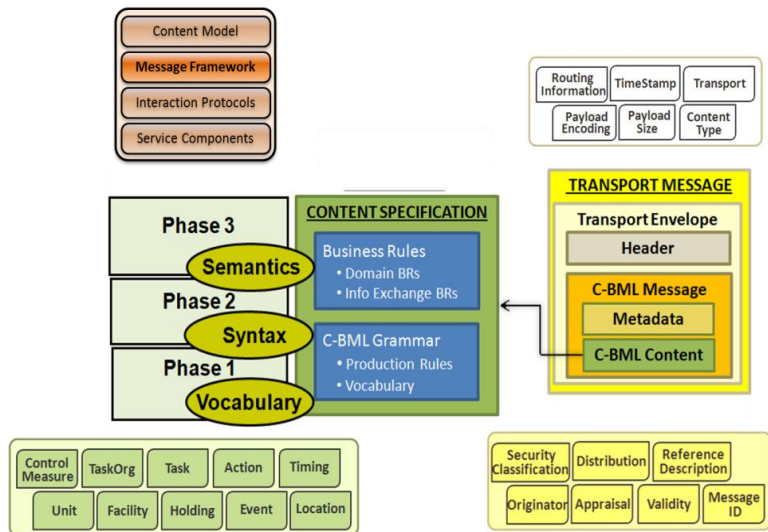 Content Model
Message Framework
Interaction Protocols
Service Components
Routing
Information
TimeStamp
Transport
Payload
Encoding
Payload
Size
Content
Type
Phase 3
Semantics
Phase 2
Syntax
Phase 1
Vocabulary
CONTENT SPECIFICATION
Business Rules
• Domain BRs
• Info Exchange BRs
C-BML Grammar
• Production Rules
• Vocabulary
TRANSPORT MESSAGE
Transport Envelope
Header
C-BML Message
Metadata
C-BML Content
Control
Measure
TaskOrg
Task
Action
Timing
Unit
Facility
Holding
Event
Location
Security
Classification
Distribution
Reference
Description
Originator
Appraisal
Validity
Message
ID